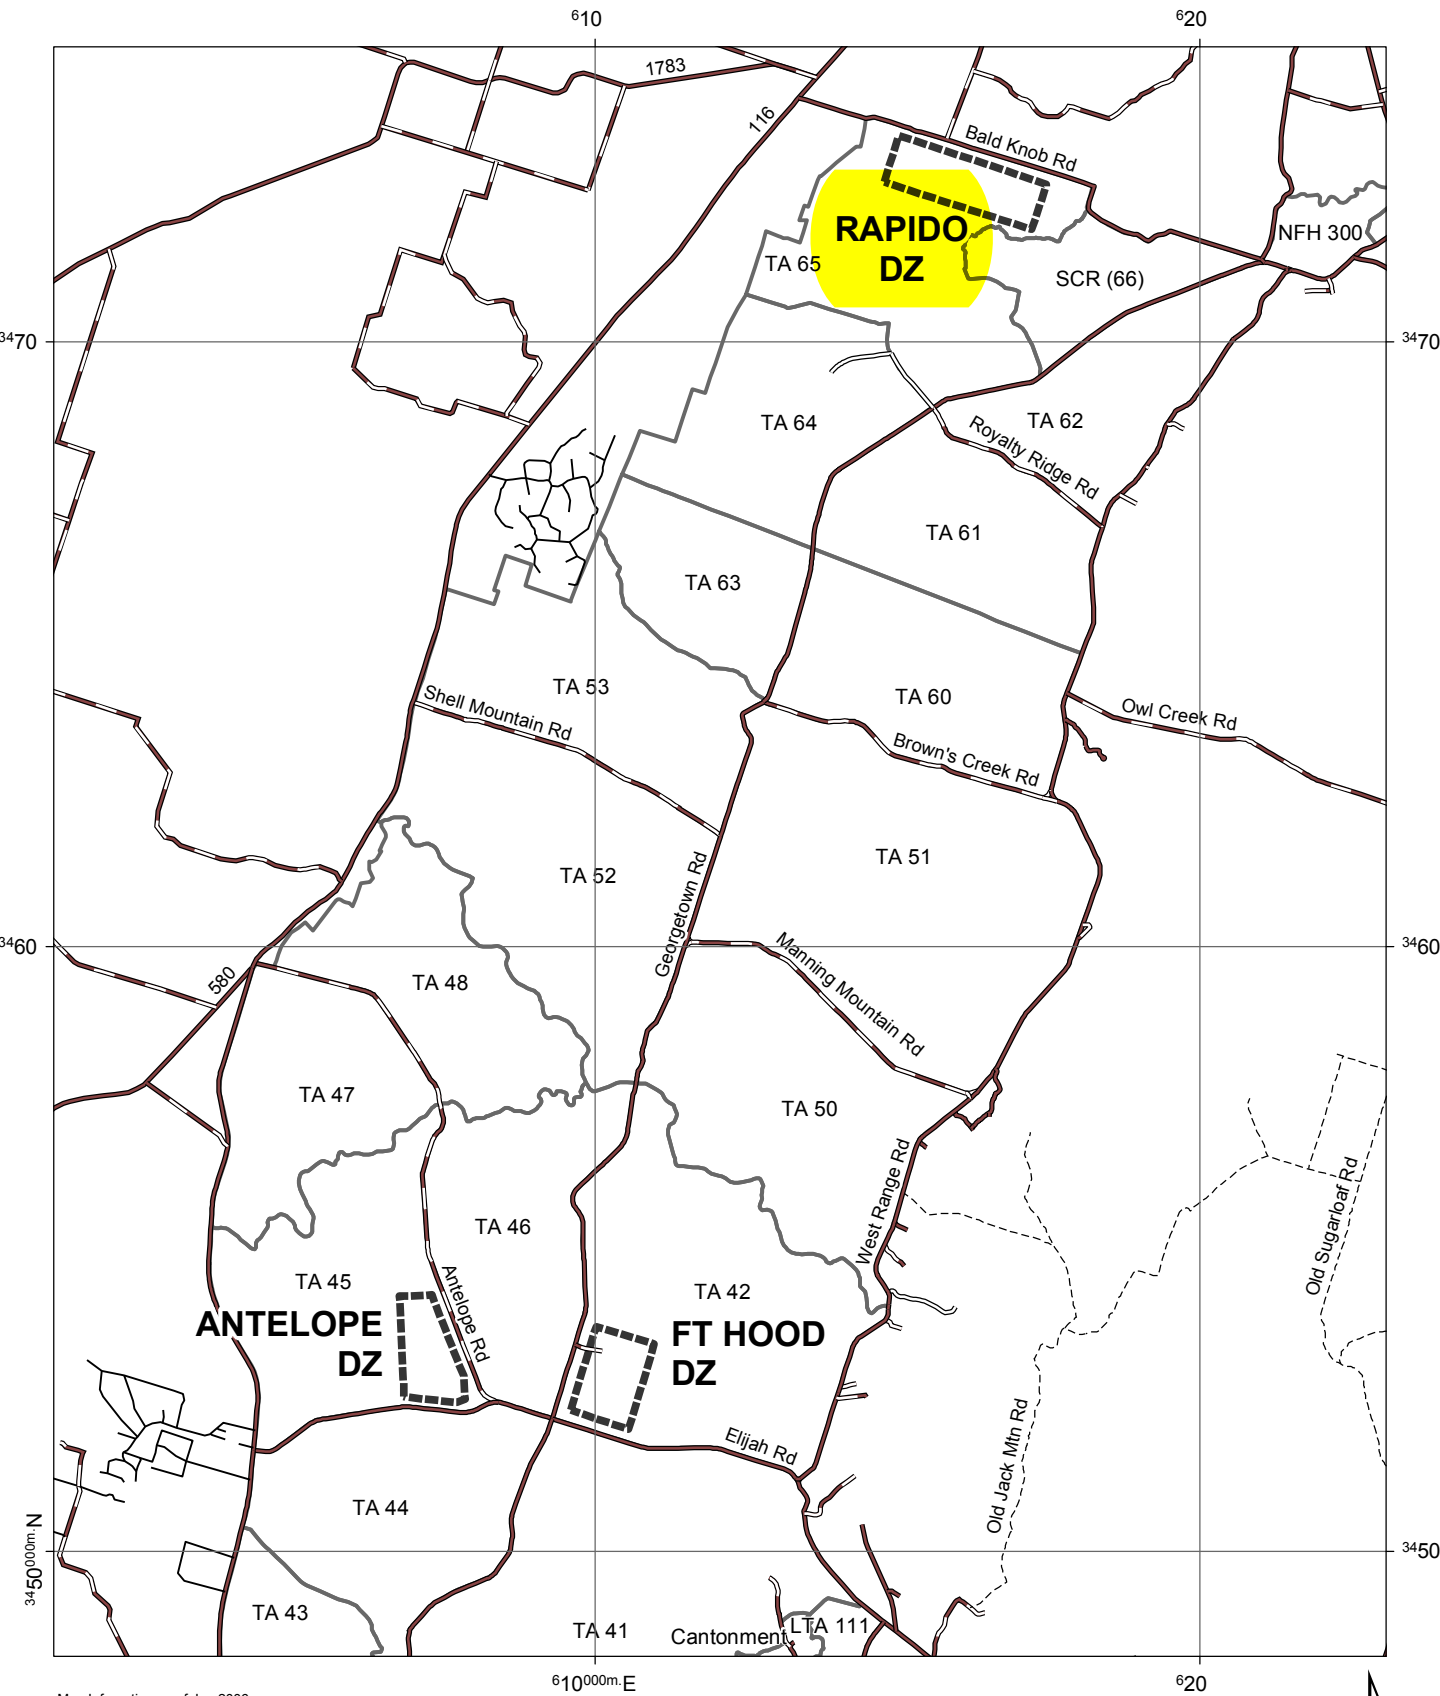 610
620
1783
116
Bald Knob Rd
NFH 300
RAPIDO
DZ
TA 65
SCR (66)
3470
3470
TA 64
TA 62
Royalty Ridge Rd
TA 61
TA 63
TA 53
TA 60
Shell Mountain Rd
Owl Creek Rd
Brown's Creek Rd
TA 51
TA 52
Georgetown Rd
3460
3460
Manning Mountain Rd
580
TA 48
TA 47
TA 50
West Range Rd
Old Sugarloaf Rd
TA 46
TA 45
Antelope Rd
TA 42
ANTELOPE
DZ
FT HOOD
DZ
Elijah Rd
Old Jack Mtn Rd
TA 44
3450000m.N
3450
TA 43
TA 41
Cantonment
LTA 111
610000m.E
620